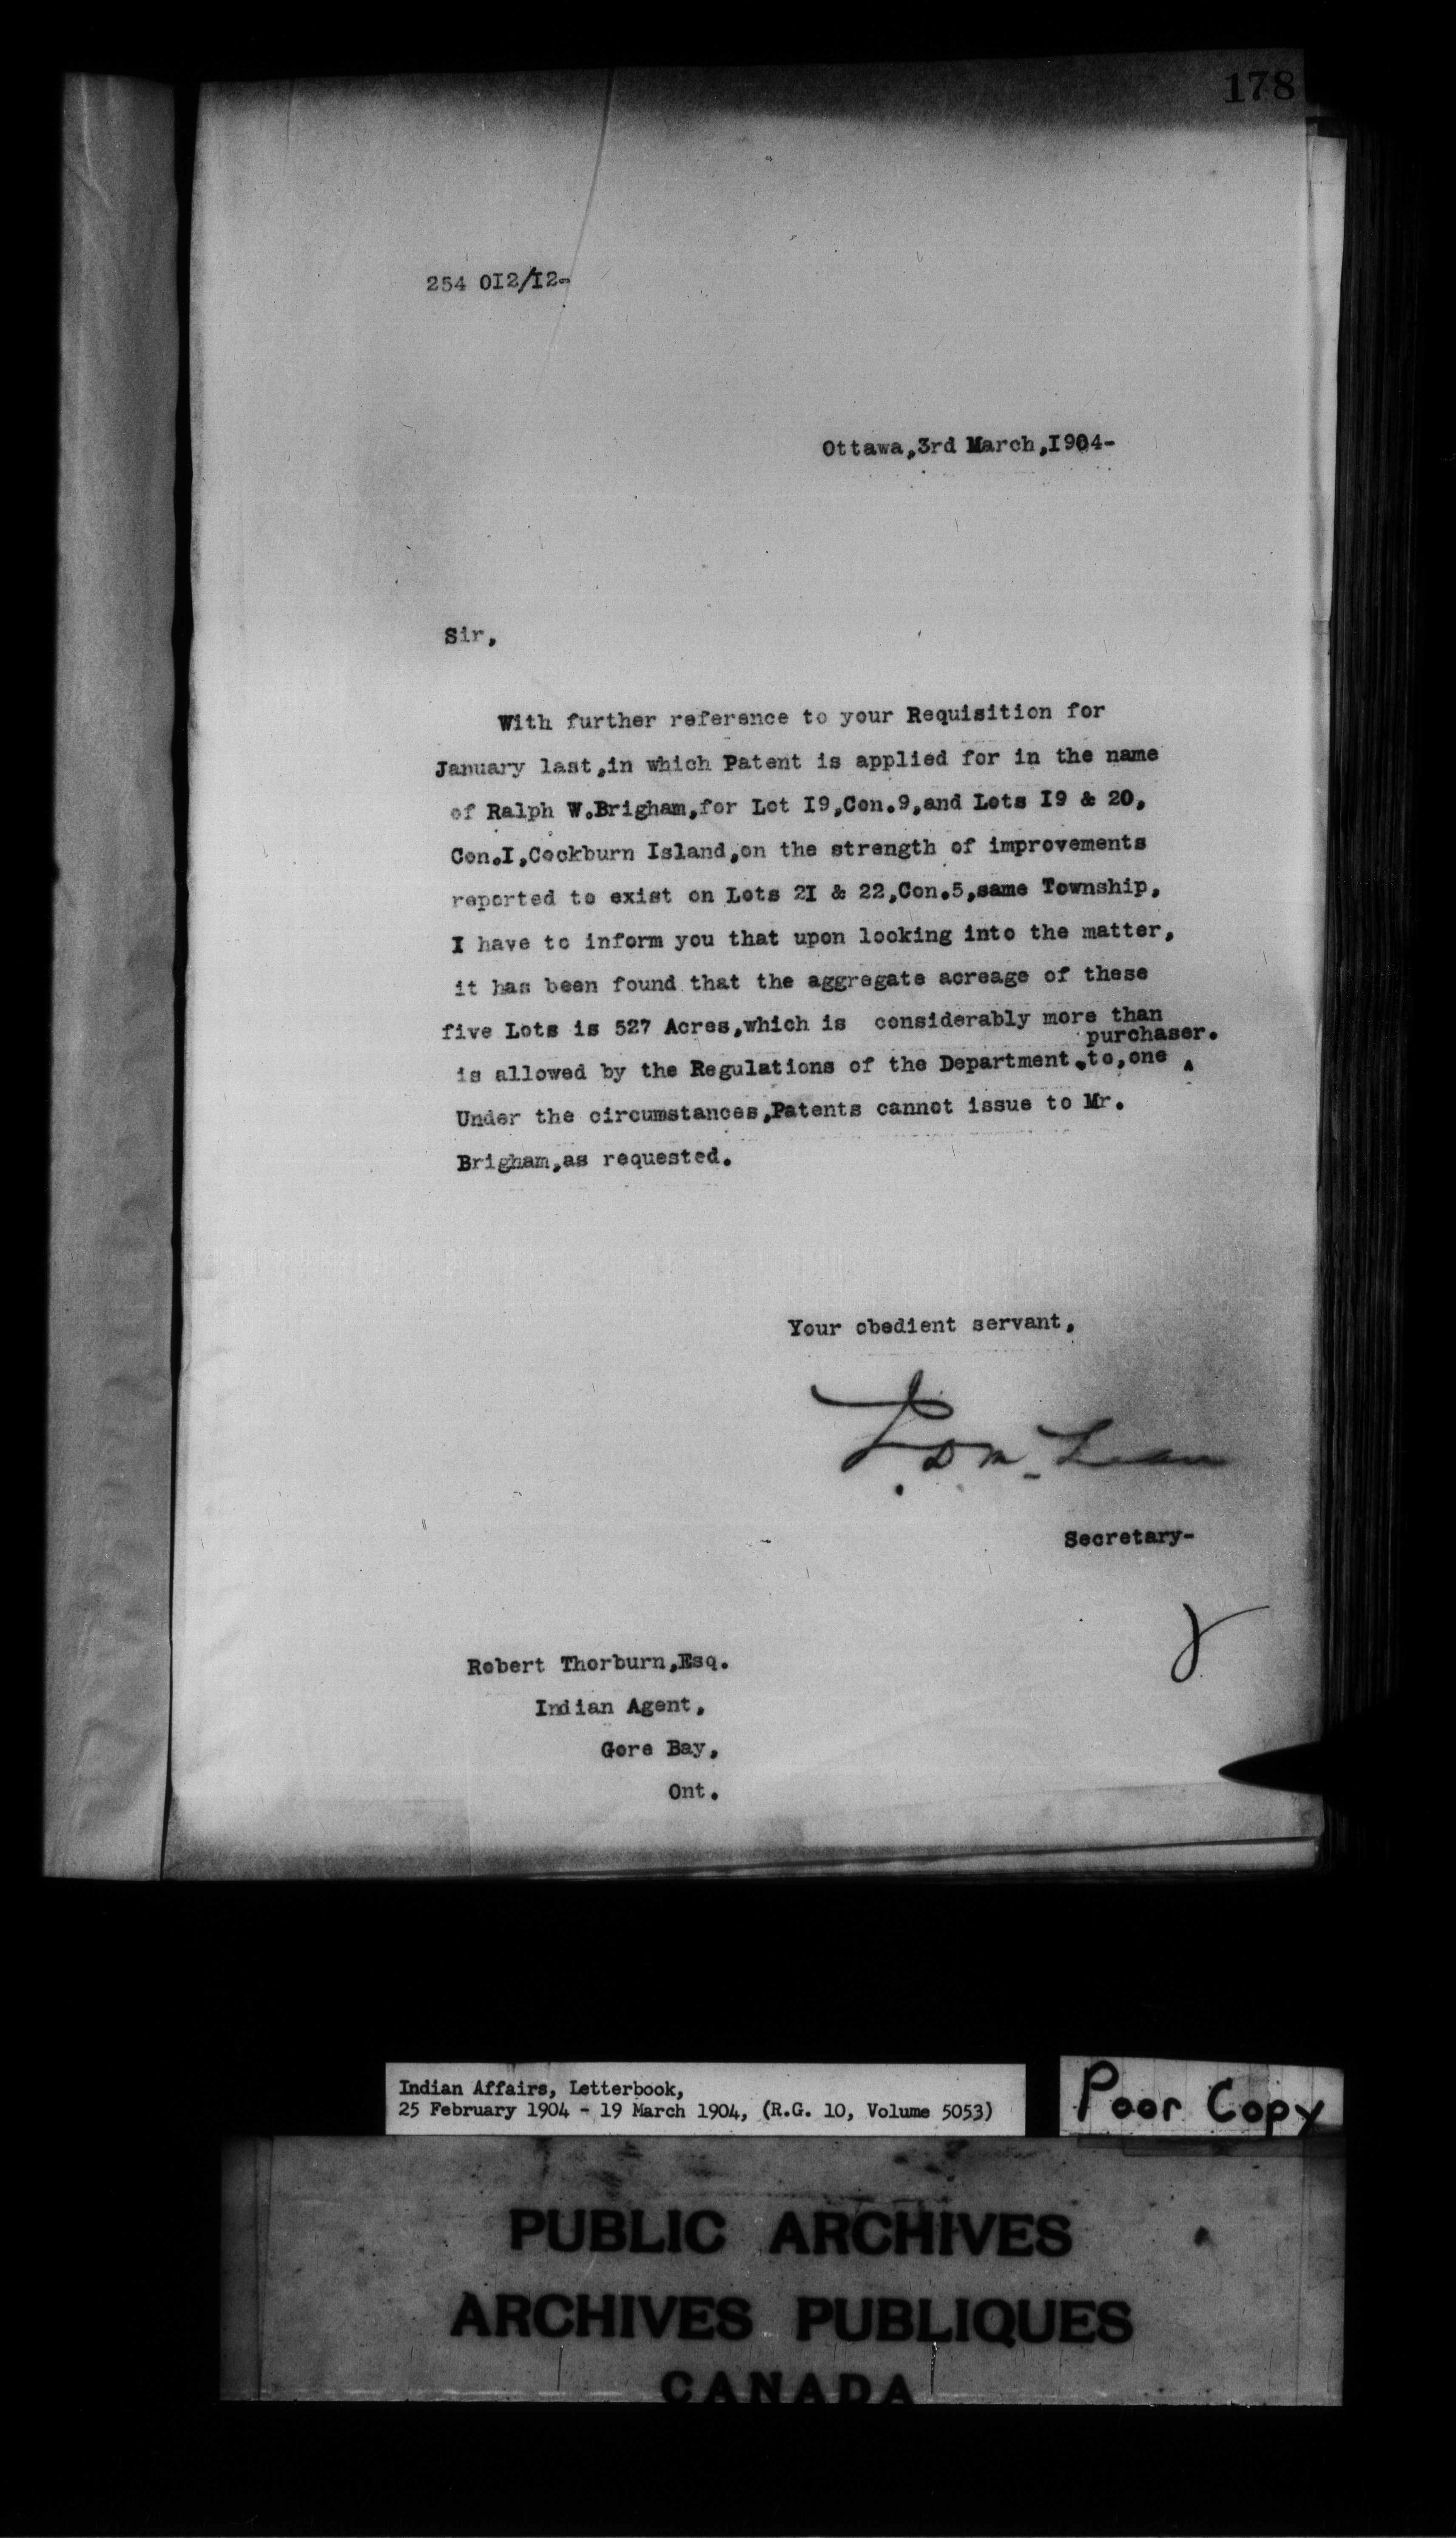 178
254 OI2/I2-
Ottawa,3rd March,I904-
Sir,
With further reference to your Requisition for
January last,in which Patent is applied for in the name
of Ralph W.Brigham,for Lot I9,Con.9,and Lots I9 & 20,
Con.I,Cockburn Island,on the strength of improvements
reported to exist on Lots 2I & 22,Con.5,same Township,
I have to inform you that upon looking into the matter,
it has been found that the aggregate acreage of these
five Lots is 527 Acres,which is considerably more than
purchaser.
is allowed by the Regulations of the Department.to,one
Under the circumstances,Patents cannot issue to Mr.
Brigham,as requested.
Your obedient servant,
J.D McLean
Secretary-
Robert Thorburn,Esq.
Indian Agent,
Gore Bay,
Ont.
Indian Affairs, Letterbook,
25 February 1904 - 19 March 1904, (R.G. 10, Volume 5053)
Poor Copy
PUBLIC ARCHIVES
ARCHIVES PUBLIQUES
CANADA